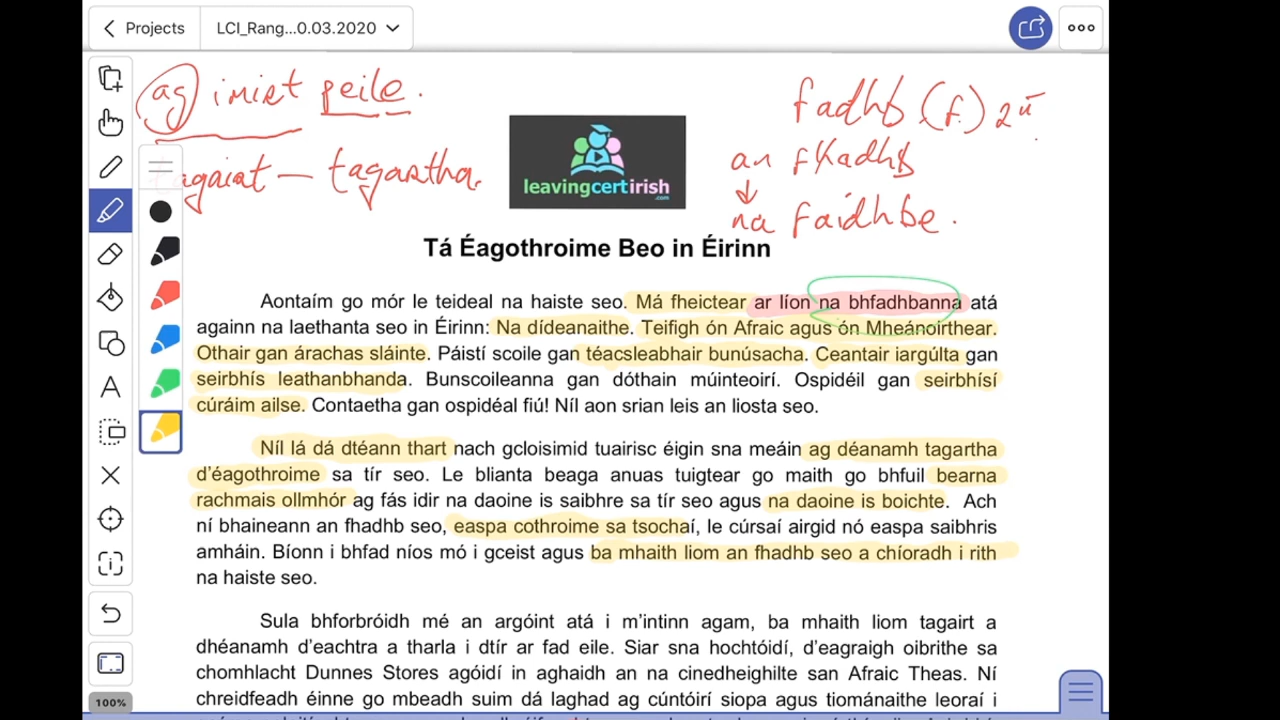 Projects
LCI_Rang...0.03.2020
ag imirt peile.
tagairt – tagartha.
fadhb (f.) 2ú
an fhadhb
na faidhbe.
leavingcertirish
.com
Tá Éagothroime Beo in Éirinn
Aontaím go mór le teideal na haiste seo. Má fheictear ar líon na bhfadhbanna atá
againn na laethanta seo in Éirinn: Na dídeanaithe. Teifigh ón Afraic agus ón Mheánoirthear.
Othair gan árachas sláinte. Páistí scoile gan téacsleabhair bunúsacha. Ceantair iargúlta gan
seirbhís leathanbhanda. Bunscoileanna gan dóthain múinteoirí. Ospidéil gan seirbhísí
cúráim ailse. Contaetha gan ospidéal fiú! Níl aon srian leis an liosta seo.
Níl lá dá dtéann thart nach gcloisimid tuairisc éigin sna meáin ag déanamh tagartha
d'éagothroime sa tír seo. Le blianta beaga anuas tuigtear go maith go bhfuil bearna
rachmais ollmhór ag fás idir na daoine is saibhre sa tír seo agus na daoine is boichte. Ach
ní bhaineann an fhadhb seo, easpa cothroime sa tsochaí, le cúrsaí airgid nó easpa saibhris
amháin. Bíonn i bhfad níos mó i gceist agus ba mhaith liom an fhadhb seo a chíoradh i rith
na haiste seo.
Sula bhforbróidh mé an argóint atá i m'intinn agam, ba mhaith liom tagairt a
dhéanamh d'eachtra a tharla i dtír ar fad eile. Siar sna hochtóidí, d'eagraigh oibrithe sa
chomhlacht Dunnes Stores agóidí in aghaidh an na cinedheighilte san Afraic Theas. Ní
chreidfeadh éinne go mbeadh suim dá laghad ag cúntóirí siopa agus tiománaithe leoraí i
100%